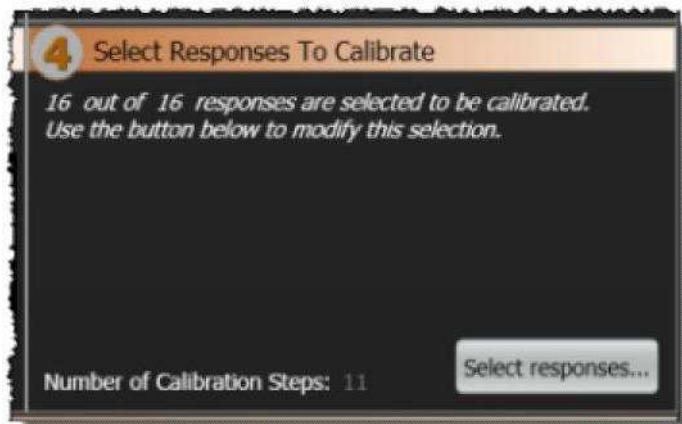 4 Select Responses To Calibrate
16 out of 16 responses are selected to be calibrated.
Use the button below to modify this selection.
Select responses...
Number of Calibration Steps: 11